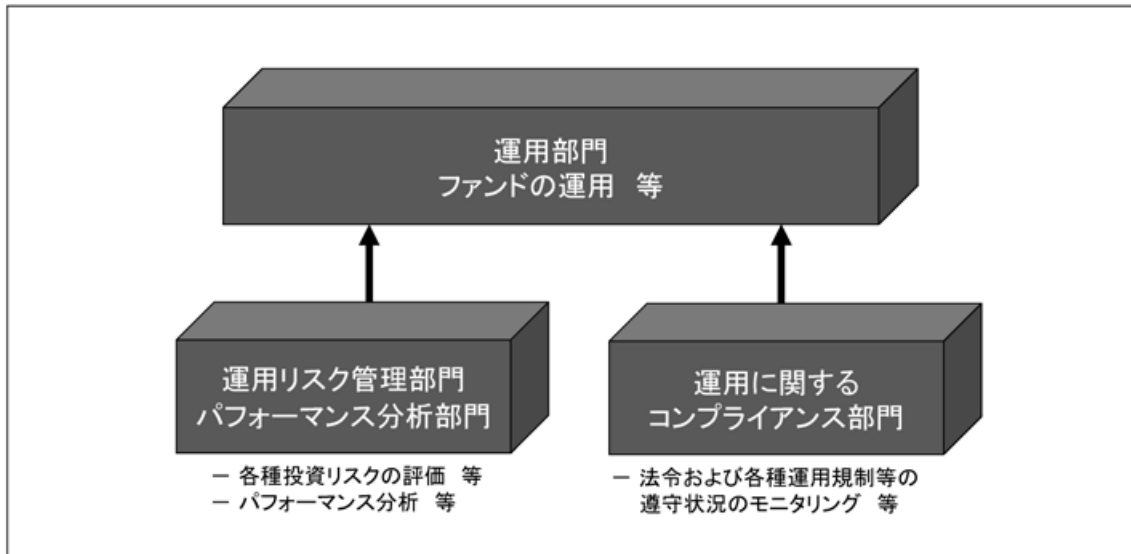 運用部門
ファンドの運用 等
運用リスク管理部門
パフォーマンス分析部門
－ 各種投資リスクの評価 等
－ パフォーマンス分析 等
運用に関する
コンプライアンス部門
－ 法令および各種運用規制等の
遵守状況のモニタリング 等